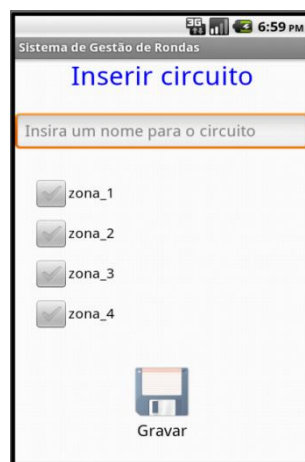 3G 6:59 PM
Sistema de Gestão de Rondas
Inserir circuito
Insira um nome para o circuito
zona_1
zona_2
zona_3
zona_4
Gravar